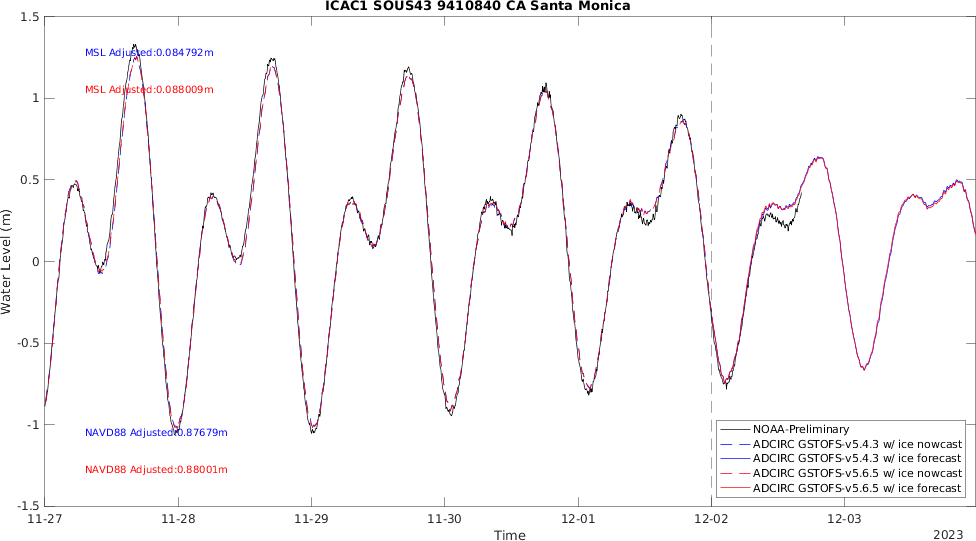 ICAC1 SOUS43 9410840 CA Santa Monica
1.5
1
0.5
0
-0.5
-1
-1.5
Water Level (m)
MSL Adjusted:0.084792m
MSL Adjusted:0.088009m
NAVD88 Adjusted:0.87679m
NAVD88 Adjusted:0.88001m
NOAA-Preliminary
ADCIRC GSTOFS-v5.4.3 w/ ice nowcast
ADCIRC GSTOFS-v5.4.3 w/ ice forecast
ADCIRC GSTOFS-v5.6.5 w/ ice nowcast
ADCIRC GSTOFS-v5.6.5 w/ ice forecast
11-27 11-28 11-29 11-30 12-01 12-02 12-03
Time
2023